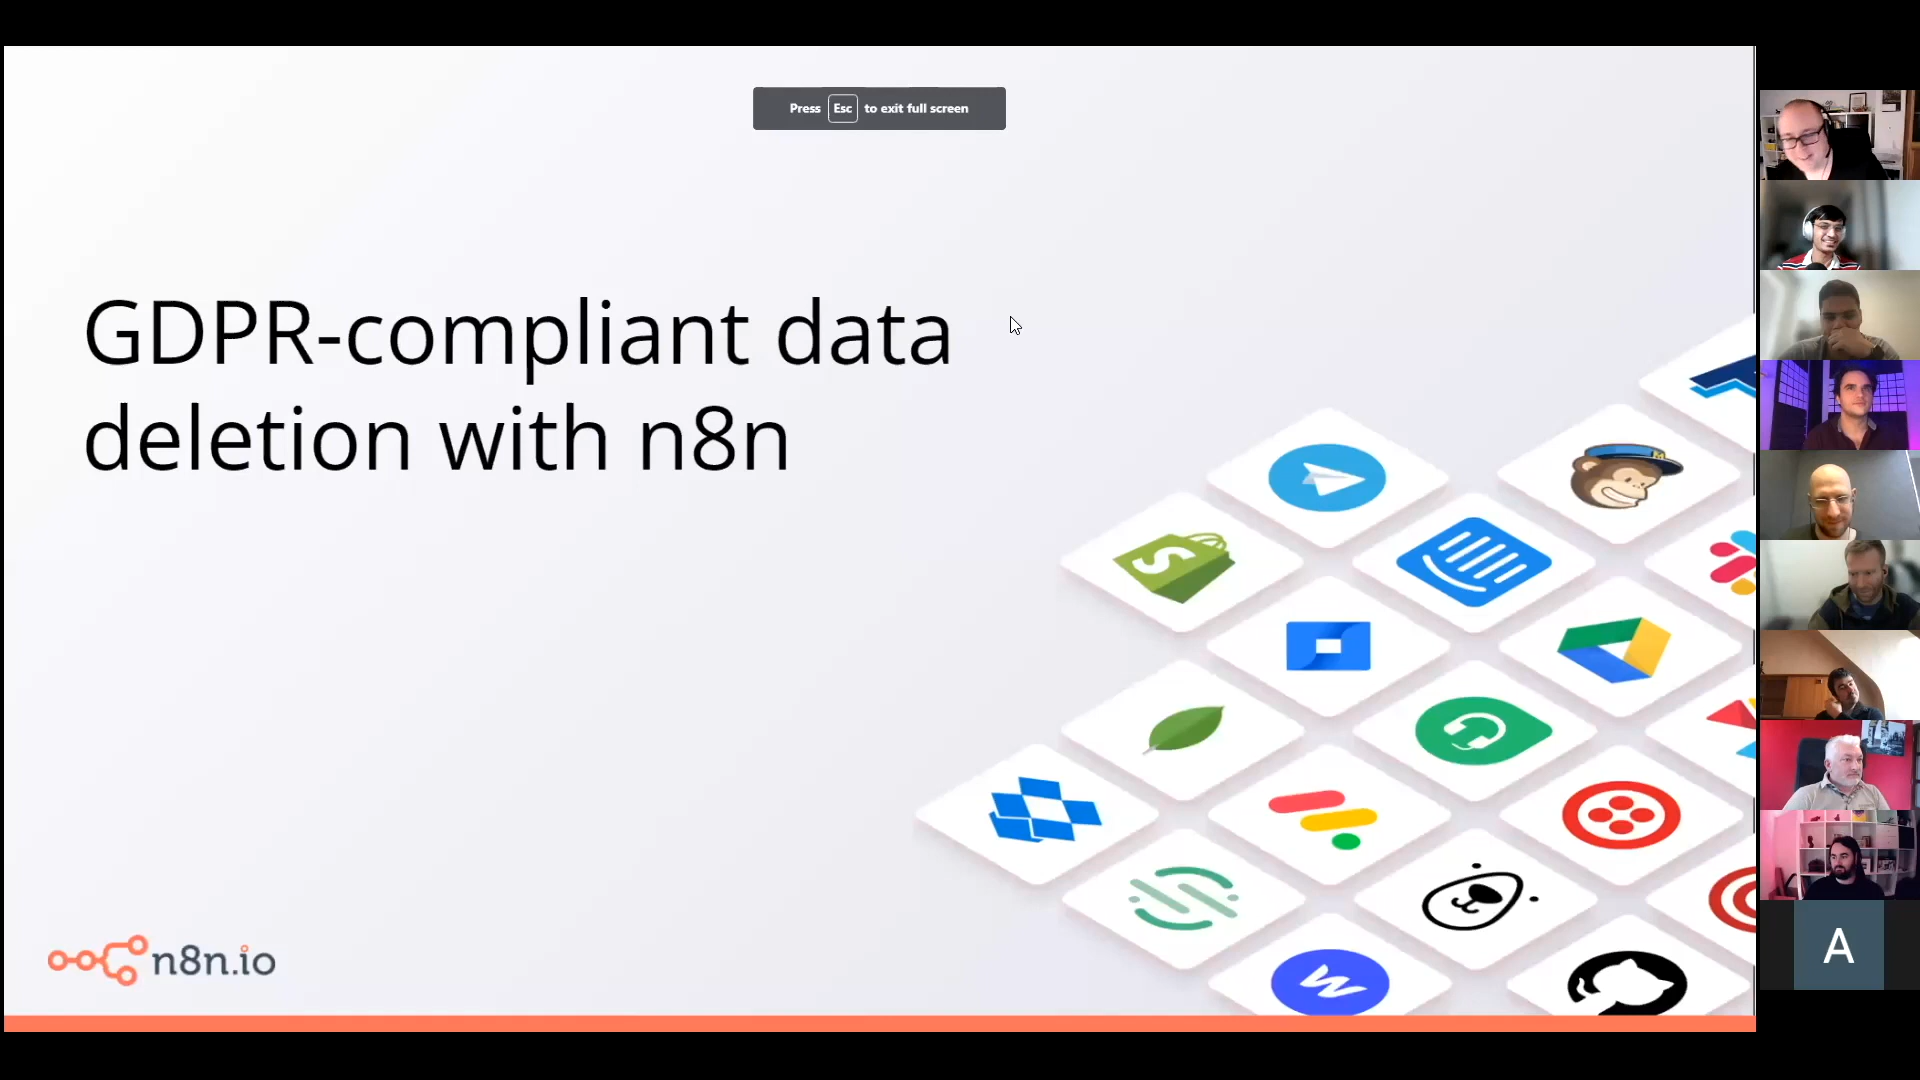 Press Esc to exit full screen
GDPR-compliant data
deletion with n8n
n8n.io
A